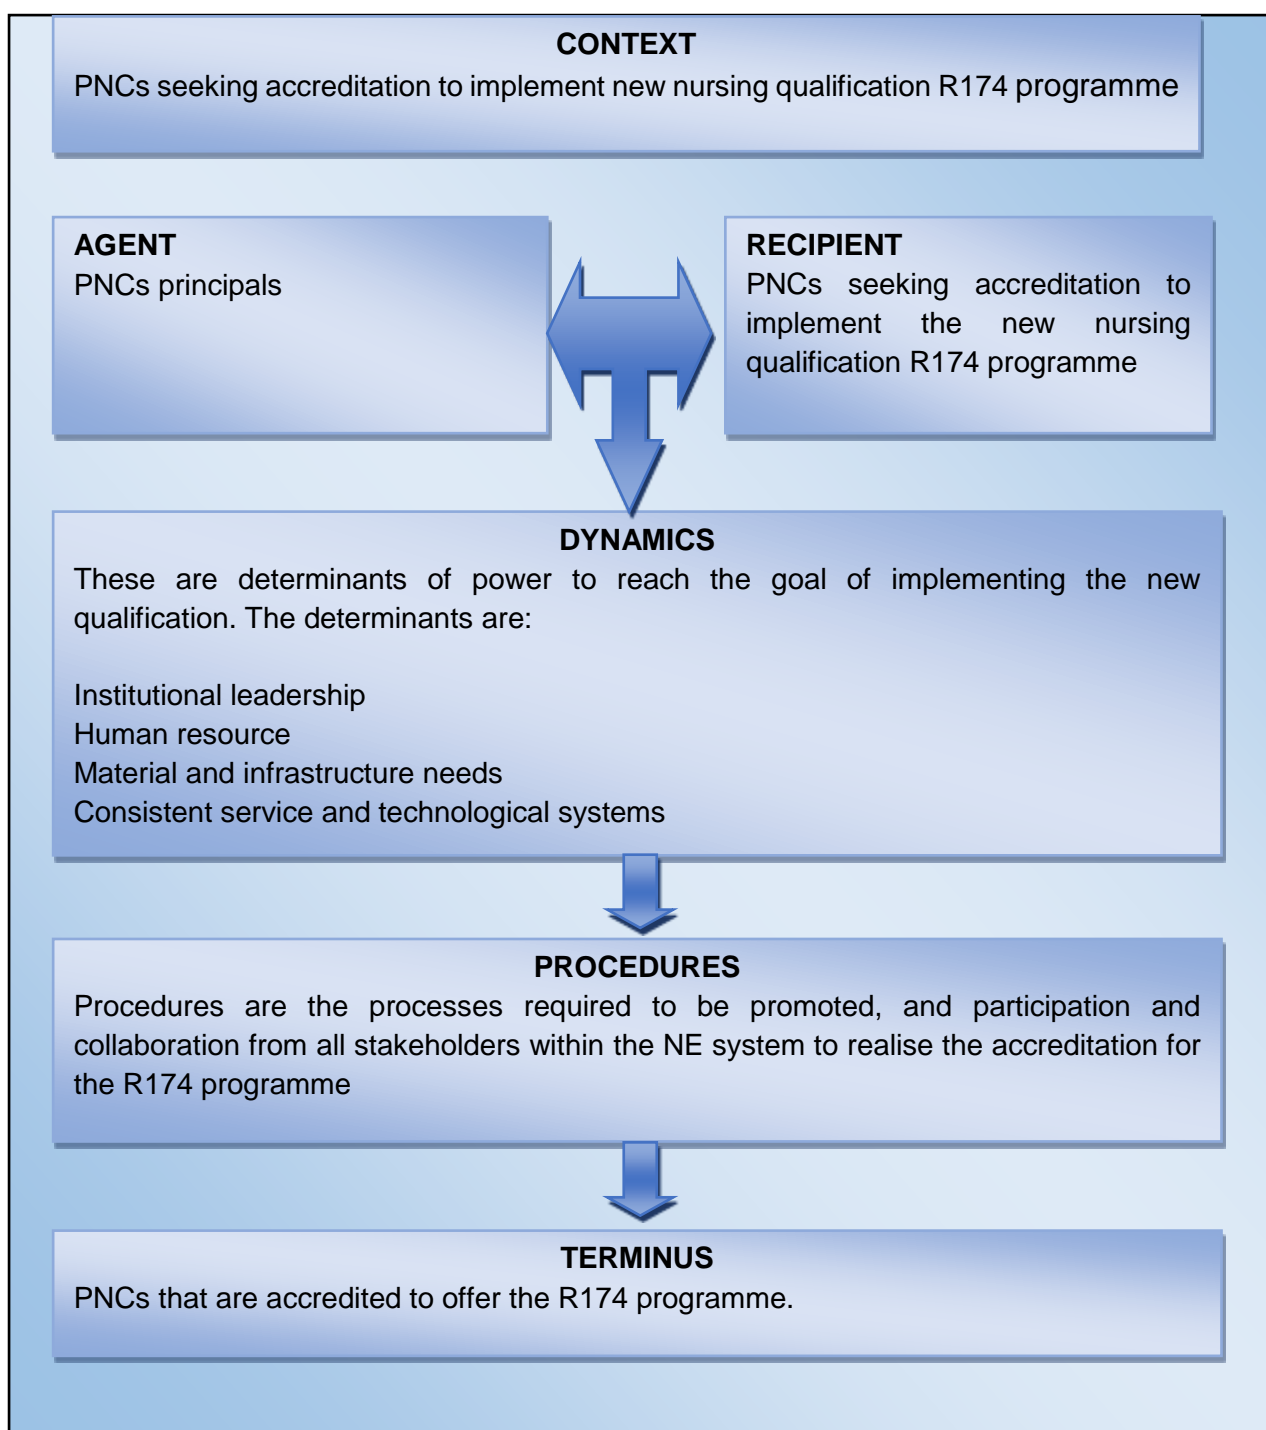 CONTEXT
PNCs seeking accreditation to implement new nursing qualification R174 programme
AGENT
PNCs principals
RECIPIENT
PNCs seeking accreditation to
implement the new nursing
qualification R174 programme
DYNAMICS
These are determinants of power to reach the goal of implementing the new
qualification. The determinants are:
Institutional leadership
Human resource
Material and infrastructure needs
Consistent service and technological systems
PROCEDURES
Procedures are the processes required to be promoted, and participation and
collaboration from all stakeholders within the NE system to realise the accreditation for
the R174 programme
TERMINUS
PNCs that are accredited to offer the R174 programme.